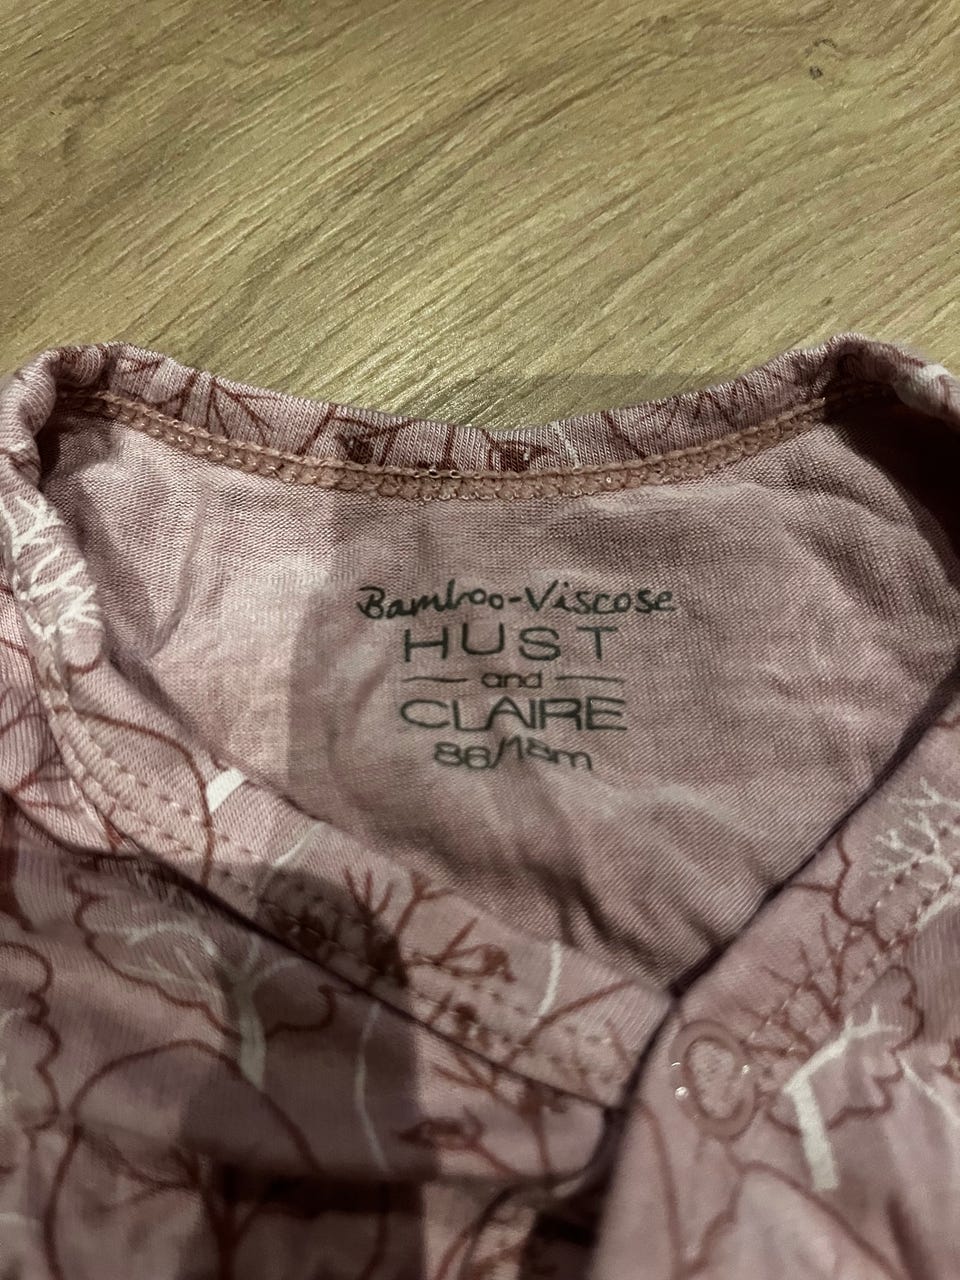 Bamboo-Viscose
HUST
and
CLAIRE
86/18m